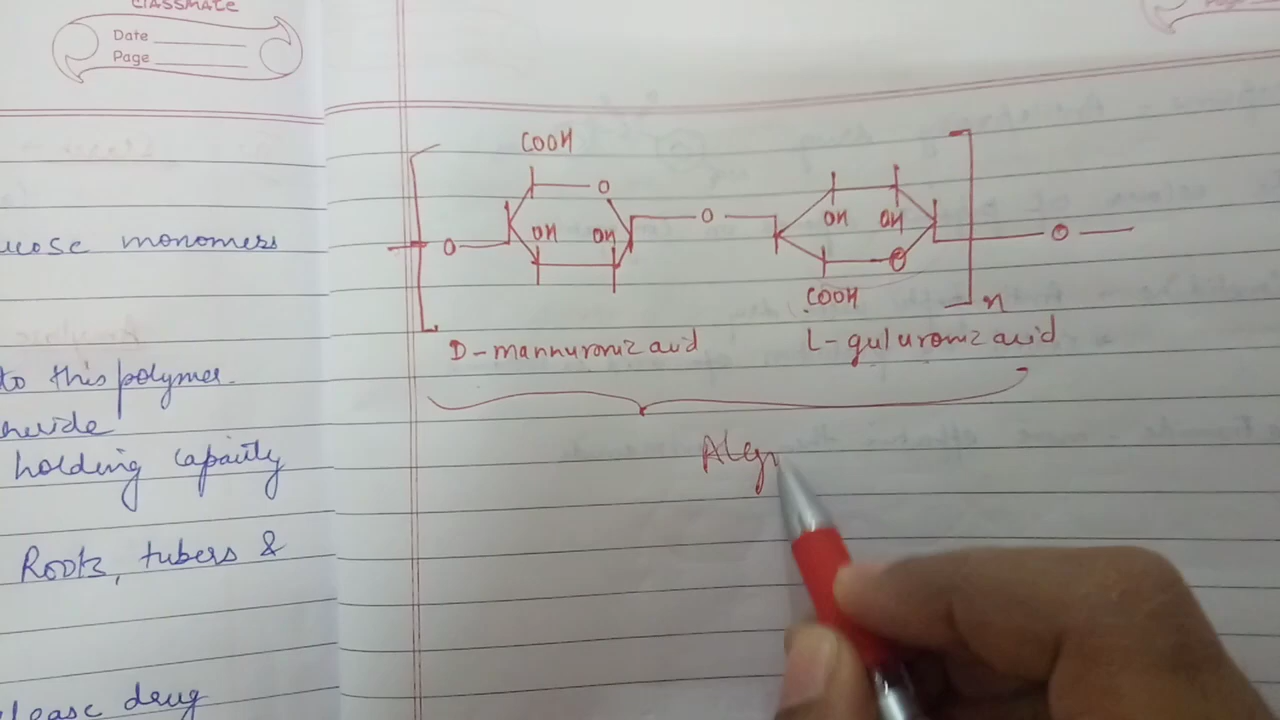 CLASSMATE
Date
Page
ucose monomers
to this polymer.
holding capacity
Roots, tubers &
lease drug
COOH
O
OH OH
O
O
OH OH
O
O
COOH
n
D-mannuronic acid
L-guluronic acid
Alg